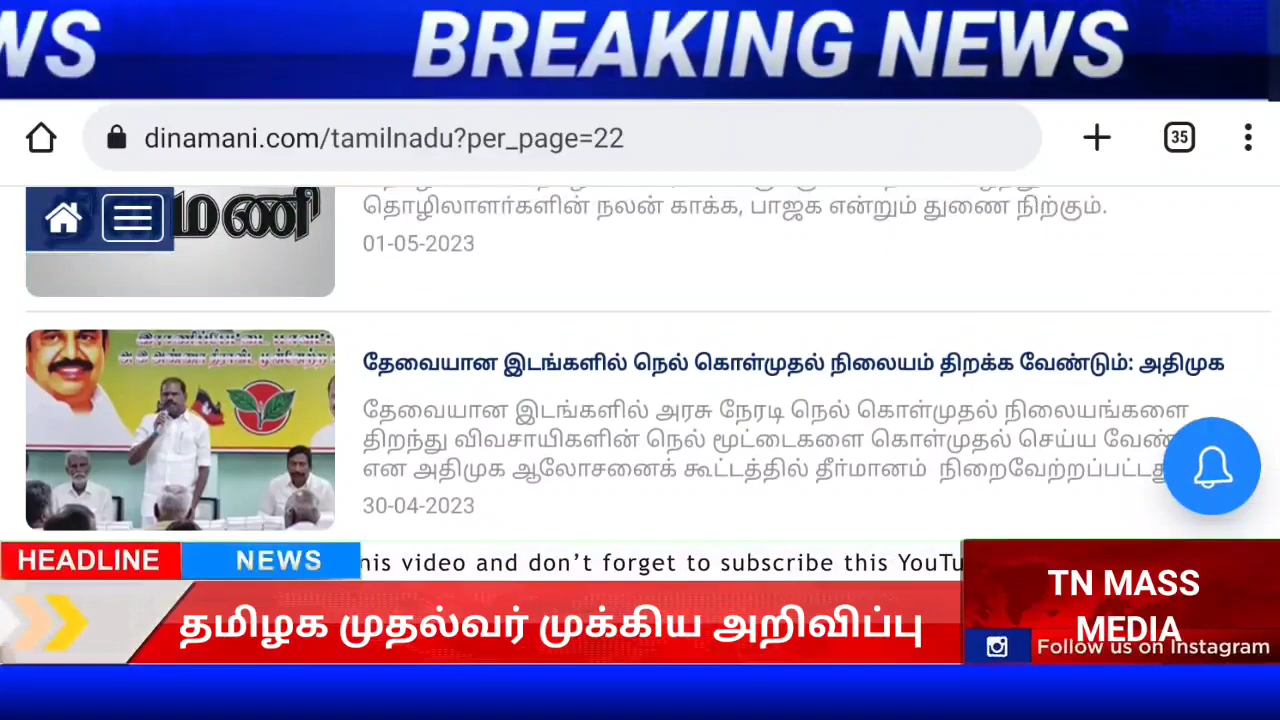 WS BREAKING NEWS
dinamani.com/tamilnadu?per_page=22
35
தொழிலாளர்களின் நலன் காக்க, பாஜக என்றும் துணை நிற்கும்.
மணி
01-05-2023
தேவையான இடங்களில் நெல் கொள்முதல் நிலையம் திறக்க வேண்டும்: அதிமுக
தேவையான இடங்களில் அரசு நேரடி நெல் கொள்முதல் நிலையங்களை
திறந்து விவசாயிகளின் நெல் மூட்டைகளை கொள்முதல் செய்ய வேண்
என அதிமுக ஆலோசனைக் கூட்டத்தில் தீர்மானம் நிறைவேற்றப்பட்டது
30-04-2023
HEADLINE NEWS
his video and don't forget to subscribe this YouTu
தமிழக முதல்வர் முக்கிய அறிவிப்பு
TN MASS
MEDIA
Follow us on Instagram